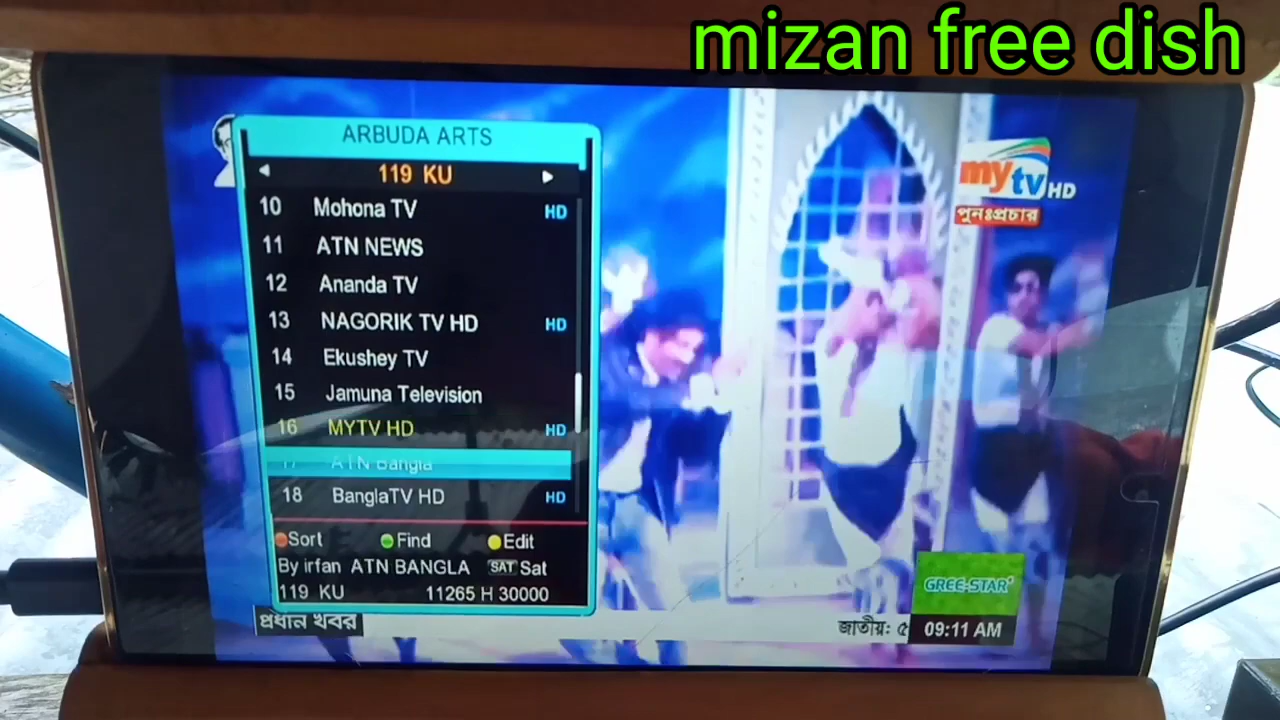 mizan free dish
ARBUDA ARTS
119 KU
10 Mohona TV HD
11 ATN NEWS
12 Ananda TV
13 NAGORIK TV HD HD
14 Ekushey TV
15 Jamuna Television
16 MYTV HD HD
17 ATN Bangla
18 BanglaTV HD HD
Sort Find Edit
By irfan ATN BANGLA SAT Sat
119 KU 11265 H 30000
mytv HD
পুনঃপ্রচার
GREE-STAR
প্রধান খবর
জাতীয়: ৫
09:11 AM